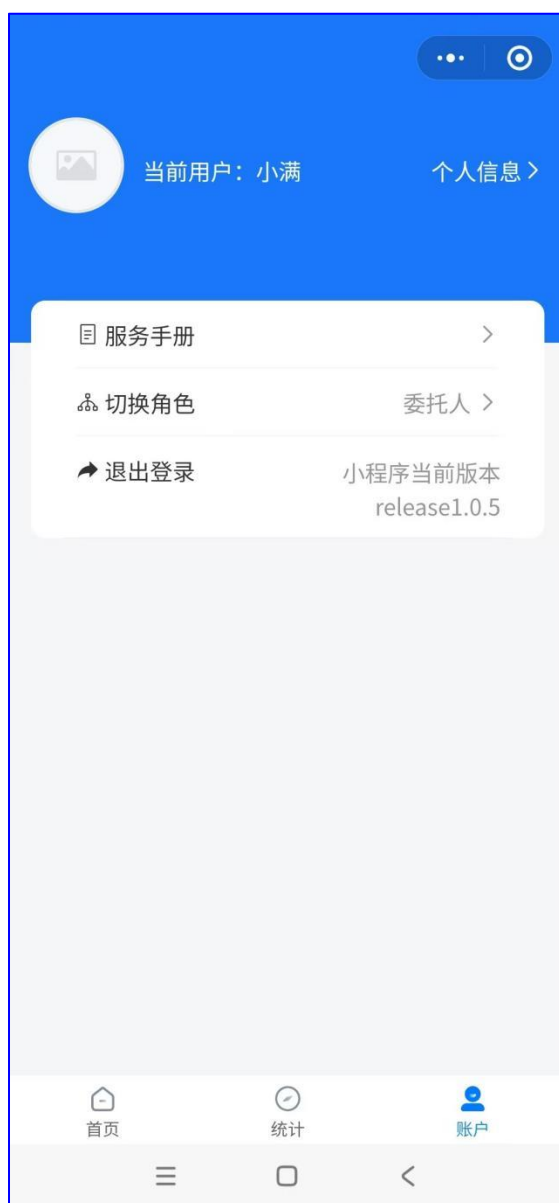 当前用户：小满
个人信息
服务手册
切换角色
委托人
退出登录
小程序当前版本
release1.0.5
首页
统计
账户